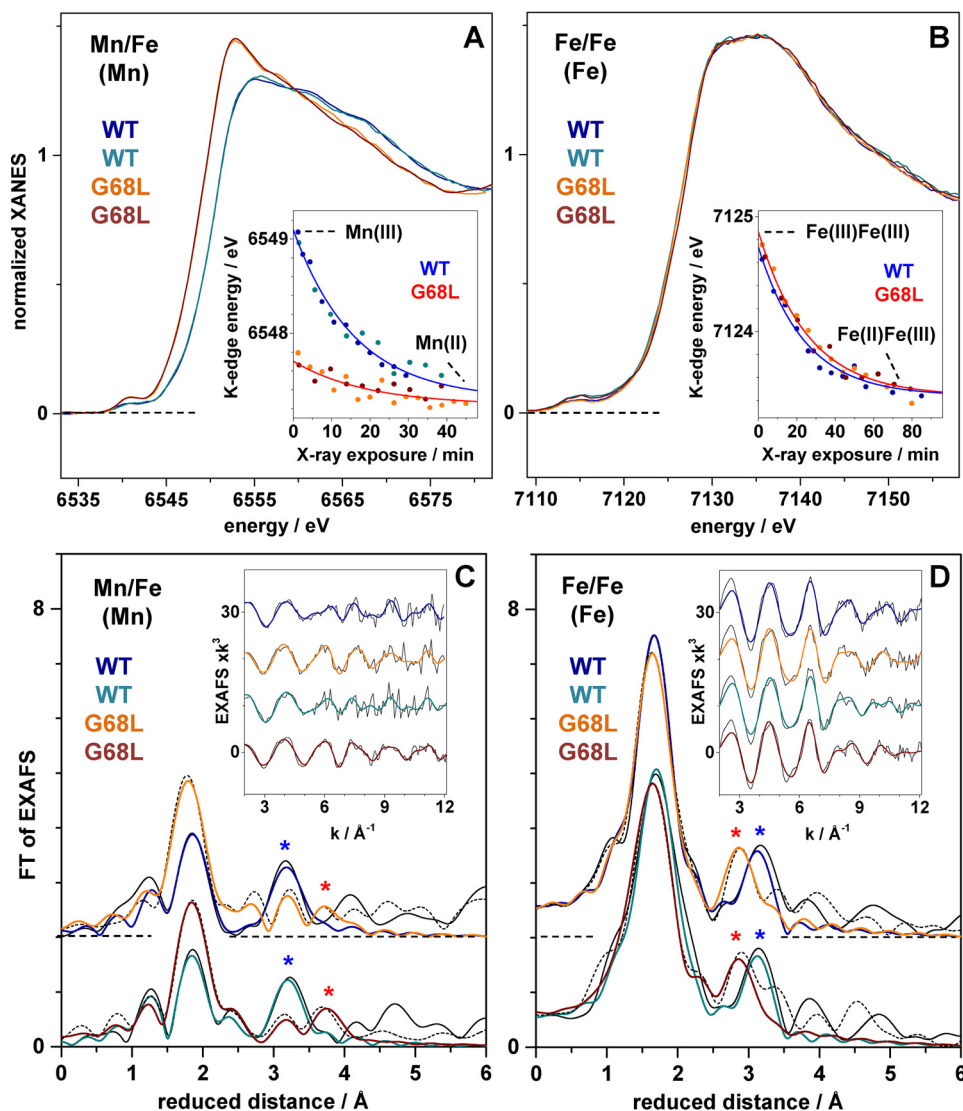 A
Mn/Fe
(Mn)
WT
WT
G68L
G68L
normalized XANES
1
0
K-edge energy / eV
6549
6548
Mn(III)
WT
G68L
Mn(II)
0 10 20 30 40
X-ray exposure / min
6535 6545 6555 6565 6575
energy / eV
B
Fe/Fe
(Fe)
WT
WT
G68L
G68L
1
0
K-edge energy / eV
7125
7124
Fe(III)Fe(III)
WT
G68L
Fe(II)Fe(III)
0 20 40 60 80
X-ray exposure / min
7110 7120 7130 7140 7150
energy / eV
C
Mn/Fe
(Mn)
WT
WT
G68L
G68L
FT of EXAFS
8
0
EXAFS xk³
30
0
3 6 9 12
k / Å⁻¹
*
*
*
*
0 1 2 3 4 5 6
reduced distance / Å
D
Fe/Fe
(Fe)
WT
WT
G68L
G68L
8
0
EXAFS xk³
30
0
3 6 9 12
k / Å⁻¹
* *
* *
0 1 2 3 4 5 6
reduced distance / Å